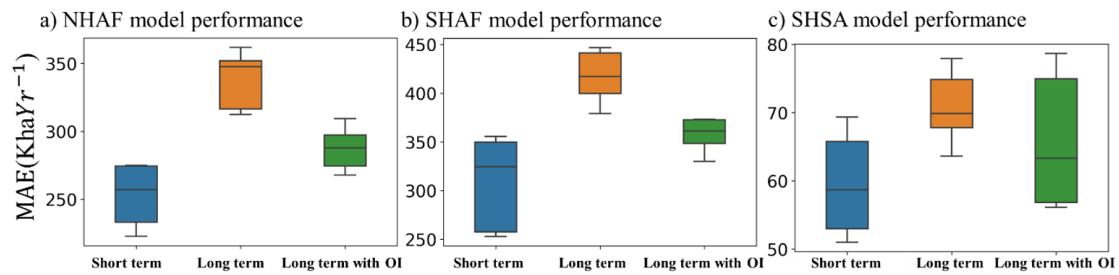 a) NHAF model performance
b) SHAF model performance
c) SHSA model performance
MAE(Kha𝑌𝑟⁻¹)
350
300
250
Short term
Long term
Long term with OI
450
400
350
300
250
Short term
Long term
Long term with OI
80
70
60
50
Short term
Long term
Long term with OI